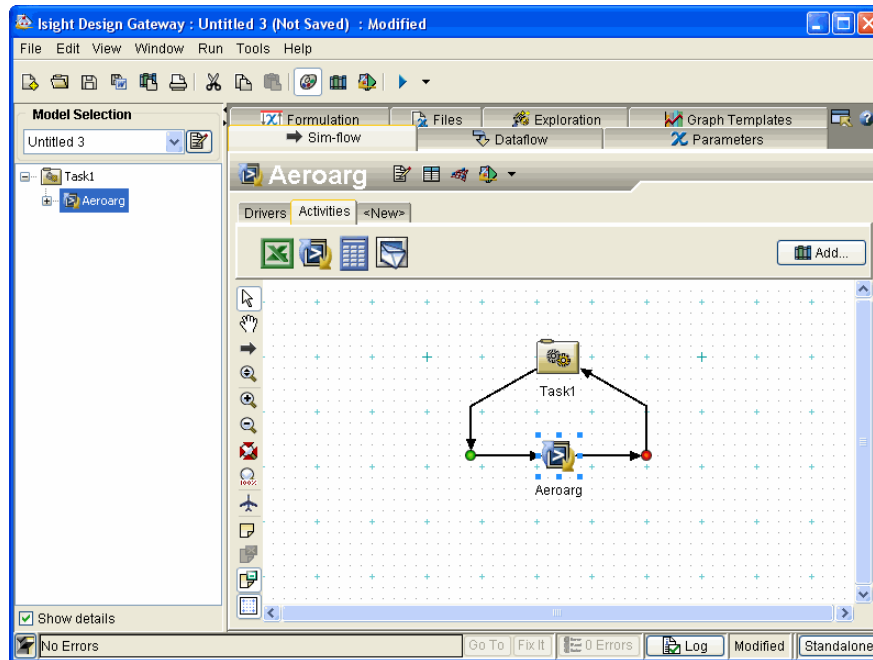 Isight Design Gateway : Untitled 3 (Not Saved) : Modified
File Edit View Window Run Tools Help
Model Selection
Untitled 3
Task1
Aeroarg
Show details
Formulation Files Exploration Graph Templates
Sim-flow Dataflow Parameters
Aeroarg
Drivers Activities <New>
Add...
100%
Task1
Aeroarg
No Errors Go To Fix It 0 Errors Log Modified Standalone